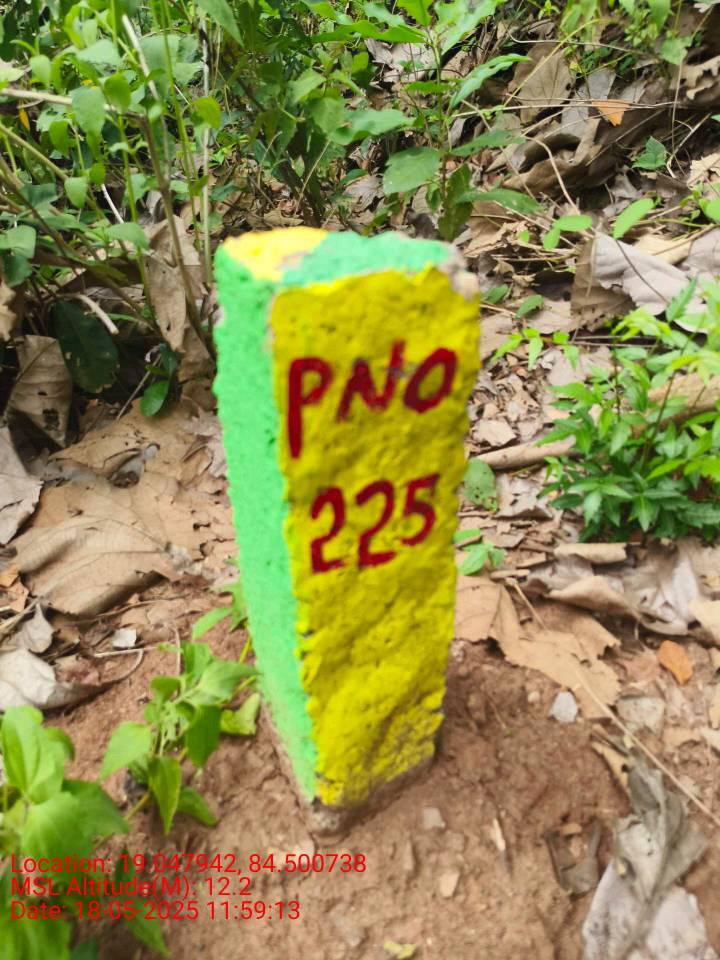 PNO
225
Location: 19.047942, 84.500738
MSL Altitude(M): 12.2
Date: 18-05-2025 11:59:13